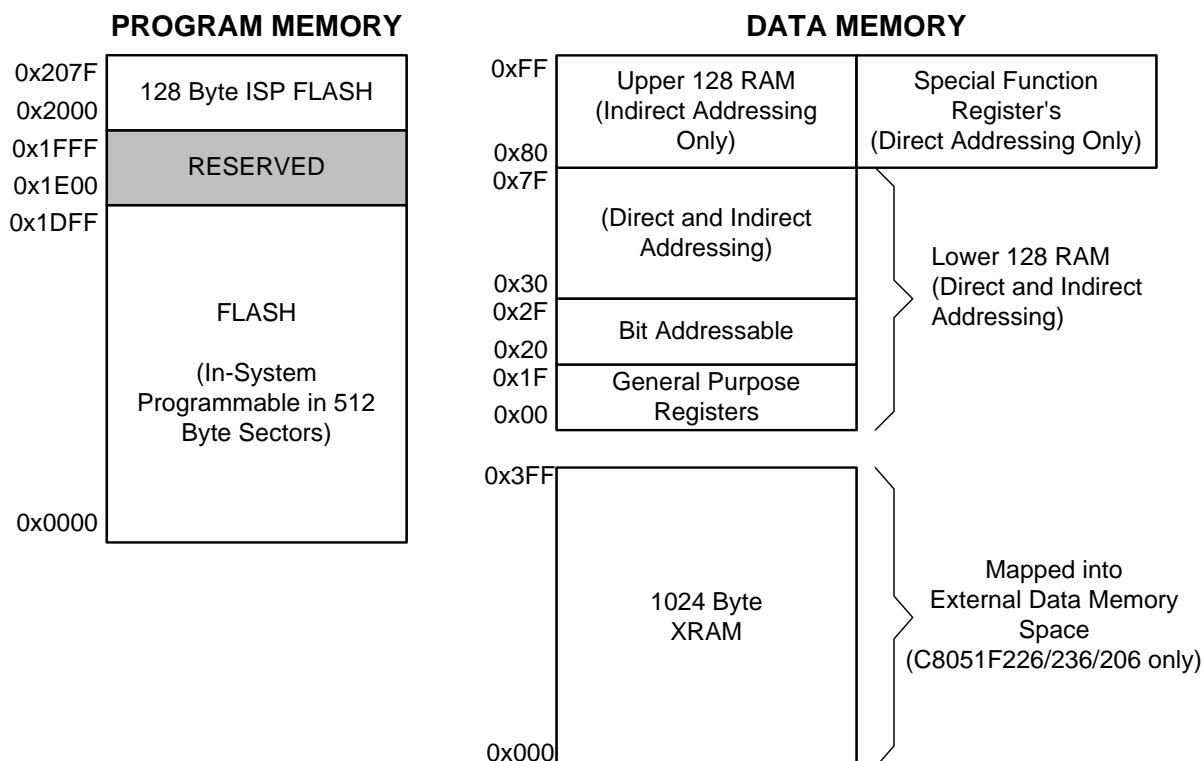 PROGRAM MEMORY
0x207F
0x2000
128 Byte ISP FLASH
0x1FFF
0x1E00
RESERVED
0x1DFF
FLASH
(In-System
Programmable in 512
Byte Sectors)
0x0000
DATA MEMORY
0xFF
Upper 128 RAM
(Indirect Addressing
Only)
Special Function
Register's
(Direct Addressing Only)
0x80
0x7F
(Direct and Indirect
Addressing)
0x30
0x2F
Bit Addressable
0x20
0x1F
General Purpose
Registers
0x00
Lower 128 RAM
(Direct and Indirect
Addressing)
0x3FF
1024 Byte
XRAM
0x000
Mapped into
External Data Memory
Space
(C8051F226/236/206 only)